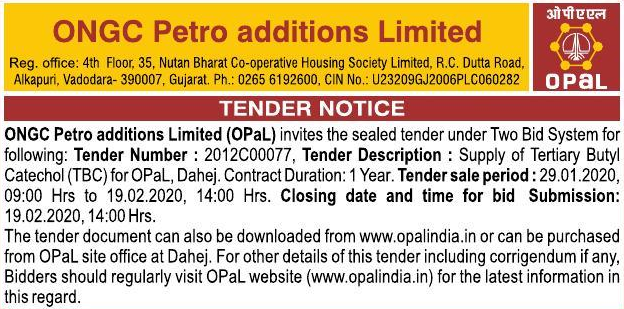 ONGC Petro additions Limited
Reg. office: 4th Floor, 35, Nutan Bharat Co-operative Housing Society Limited, R.C. Dutta Road,
Alkapuri, Vadodara- 390007, Gujarat. Ph.: 0265 6192600, CIN No.: U23209GJ2006PLC060282
ओपीएएल
OPaL
TENDER NOTICE
ONGC Petro additions Limited (OPaL) invites the sealed tender under Two Bid System for
following: Tender Number : 2012C00077, Tender Description : Supply of Tertiary Butyl
Catechol (TBC) for OPaL, Dahej. Contract Duration: 1 Year. Tender sale period : 29.01.2020,
09:00 Hrs to 19.02.2020, 14:00 Hrs. Closing date and time for bid Submission:
19.02.2020, 14:00 Hrs.
The tender document can also be downloaded from www.opalindia.in or can be purchased
from OPaL site office at Dahej. For other details of this tender including corrigendum if any,
Bidders should regularly visit OPaL website (www.opalindia.in) for the latest information in
this regard.